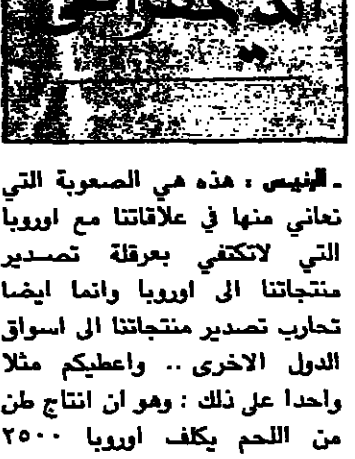 ـ الرئيس : هذه هي الصعوبة التي
نعاني منها في علاقاتنا مع اوروبا
التي لاتكتفي بعرقلة تصدير
منتجاتنا الى اوروبا وانما ايضا
تحارب تصدير منتجاتنا الى اسواق
الدول الاخرى .. واعطيكم مثلا
واحدا على ذلك : وهو ان انتاج طن
من اللحم يكلف اوروبا ٢٥٠٠